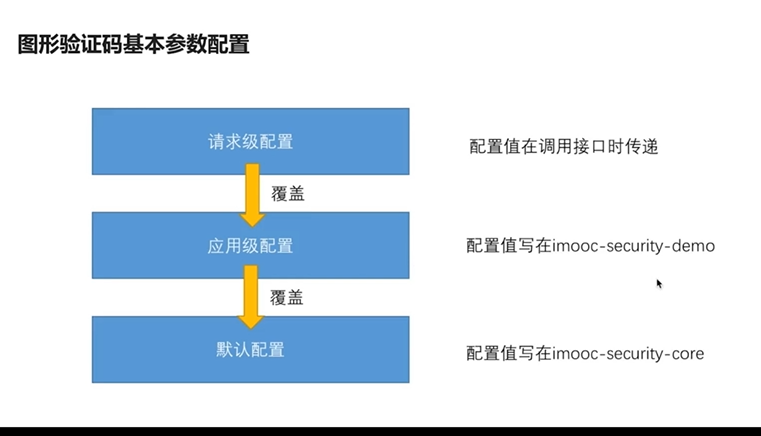 图形验证码基本参数配置
请求级配置
配置值在调用接口时传递
覆盖
应用级配置
配置值写在imooc-security-demo
覆盖
默认配置
配置值写在imooc-security-core